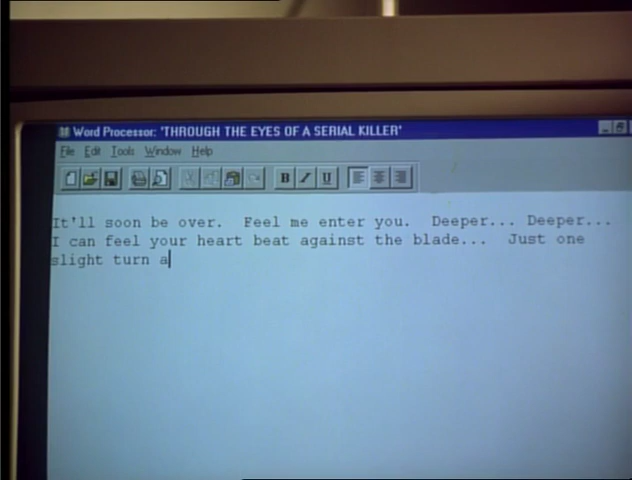 Word Processor: 'THROUGH THE EYES OF A SERIAL KILLER'
File Edit Tools Window Help
B I U
It'll soon be over. Feel me enter you. Deeper... Deeper...
I can feel your heart beat against the blade... Just one
slight turn a